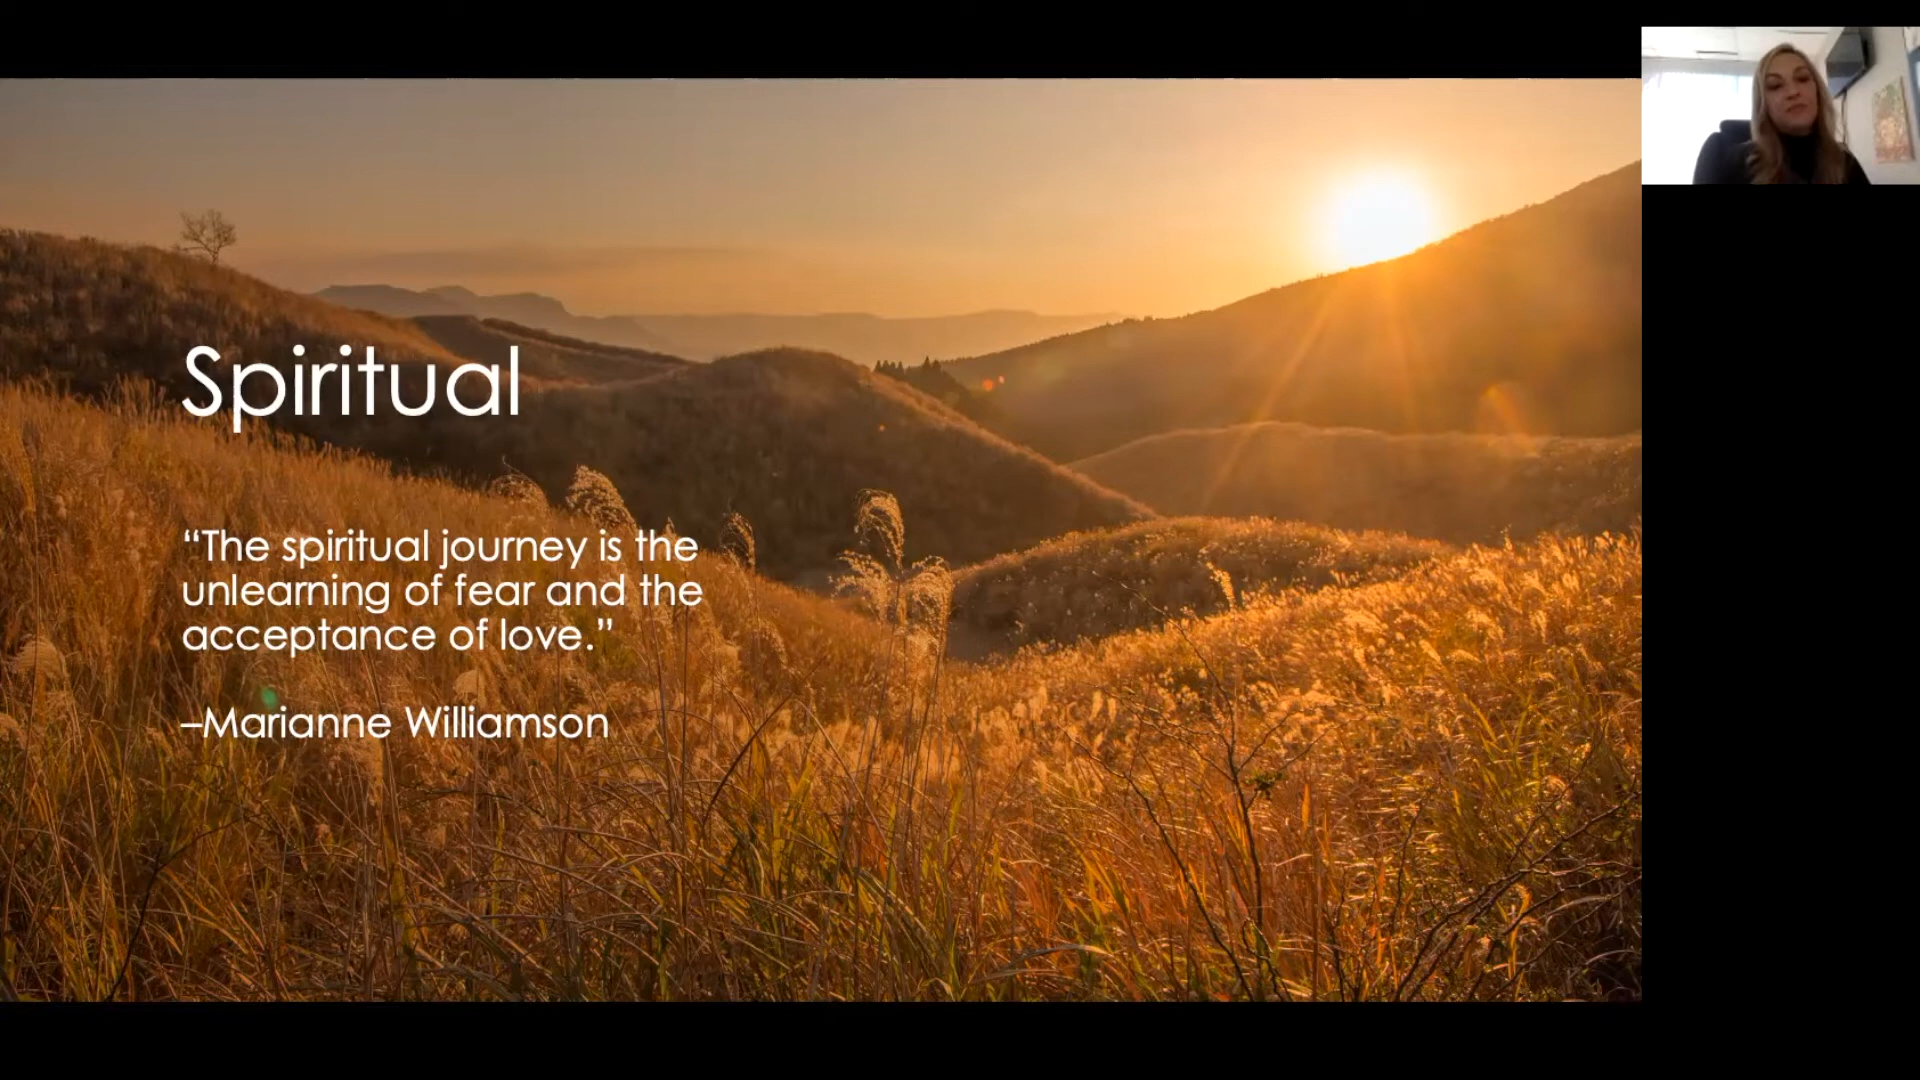 Spiritual
“The spiritual journey is the
unlearning of fear and the
acceptance of love.”
–Marianne Williamson